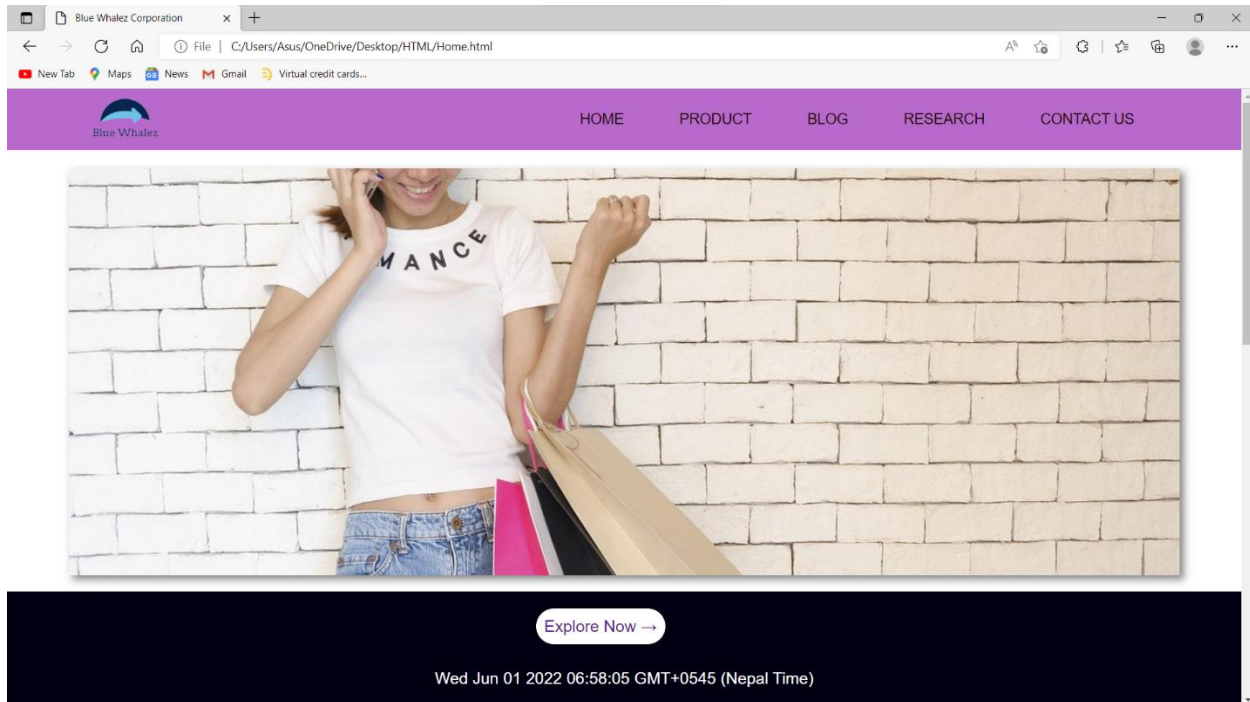 Blue Whalez Corporation
File | C:/Users/Asus/OneDrive/Desktop/HTML/Home.html
New Tab Maps News Gmail Virtual credit cards...
Blue Whalez
HOME PRODUCT BLOG RESEARCH CONTACT US
MANCE
Explore Now →
Wed Jun 01 2022 06:58:05 GMT+0545 (Nepal Time)